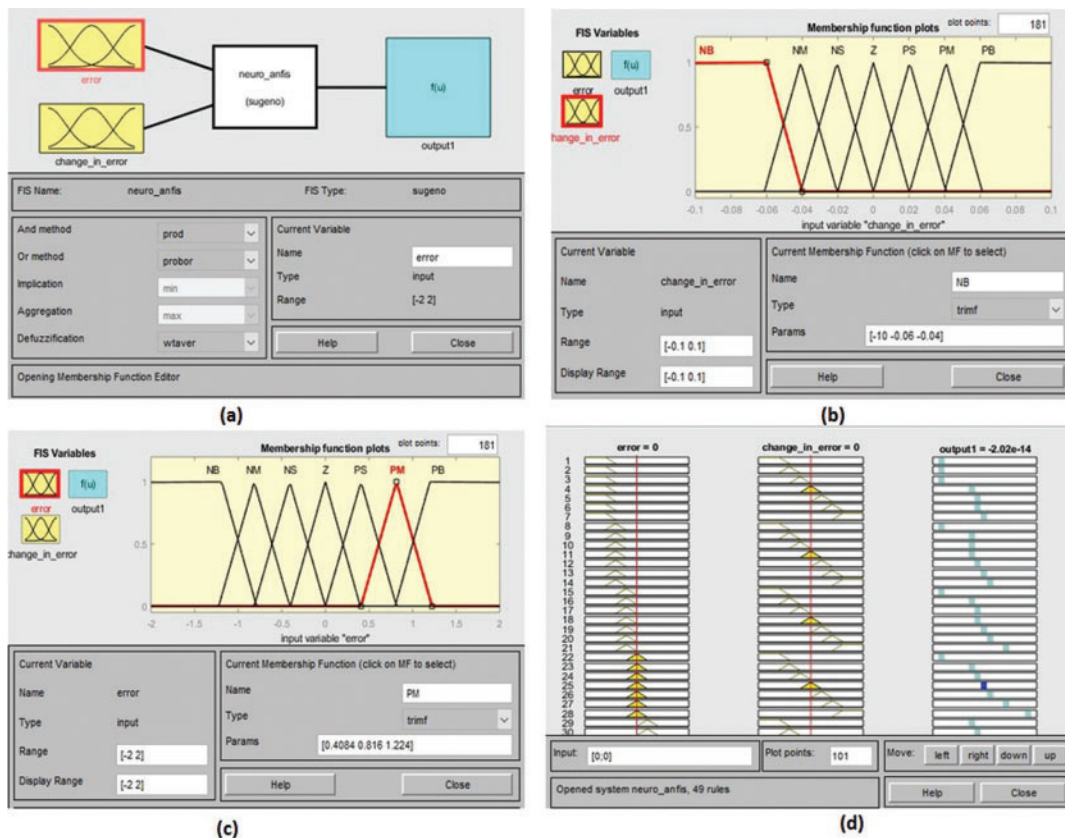 error
change_in_error
neuro_anfis
(sugeno)
f(u)
output1
FIS Name: neuro_anfis FIS Type: sugeno
And method prod
Or method probor
Implication min
Aggregation max
Defuzzification wtaver
Current Variable
Name error
Type input
Range [-2 2]
Help Close
Opening Membership Function Editor
(a)
FIS Variables
error
f(u)
output1
hange_in_error
Membership function plots plot points: 181
NB NM NS Z PS PM PB
1
0.5
0
-0.1 -0.08 -0.06 -0.04 -0.02 0 0.02 0.04 0.06 0.08 0.1
input variable "change_in_error"
Current Variable
Name change_in_error
Type input
Range [-0.1 0.1]
Display Range [-0.1 0.1]
Current Membership Function (click on MF to select)
Name NB
Type trimf
Params [-10 -0.06 -0.04]
Help Close
(b)
FIS Variables
error
f(u)
output1
hange_in_error
Membership function plots plot points: 181
NB NM NS Z PS PM PB
1
0.5
0
-2 -1.5 -1 -0.5 0 0.5 1 1.5 2
input variable "error"
Current Variable
Name error
Type input
Range [-2 2]
Display Range [-2 2]
Current Membership Function (click on MF to select)
Name PM
Type trimf
Params [0.4084 0.816 1.224]
Help Close
(c)
error = 0 change_in_error = 0 output1 = -2.02e-14
1
2
3
4
5
6
7
8
9
10
11
12
13
14
15
16
17
18
19
20
21
22
23
24
25
26
27
28
29
30
Input: [0;0] Plot points: 101 Move: left right down up
Opened system neuro_anfis, 49 rules
Help Close
(d)